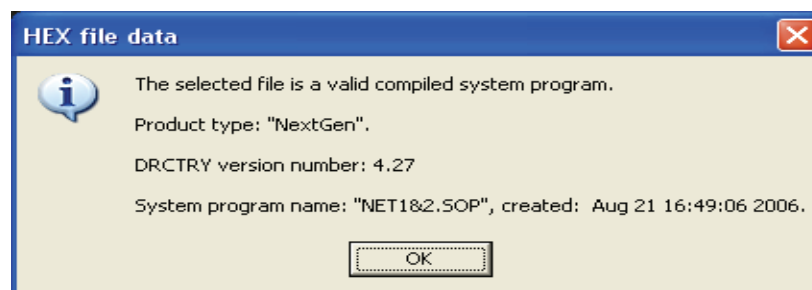 HEX file data
The selected file is a valid compiled system program.
Product type: "NextGen".
DRCTRY version number: 4.27
System program name: "NET1&2.SOP", created:  Aug 21 16:49:06 2006.
OK